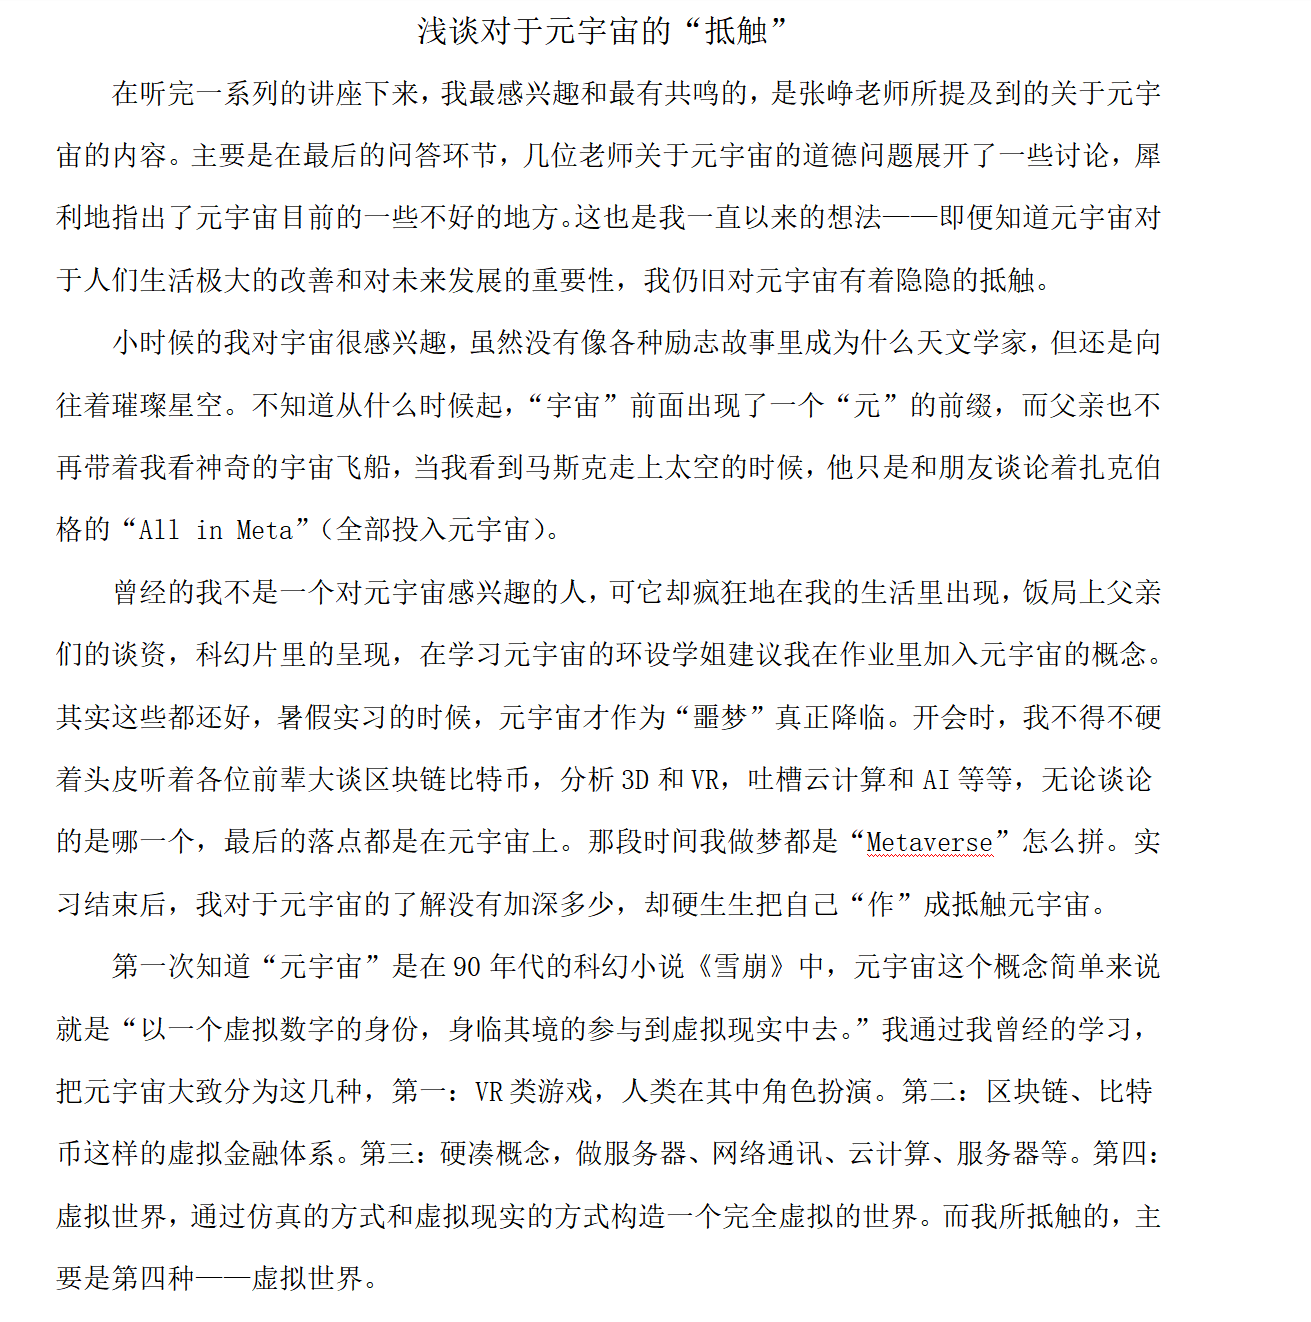 浅谈对于元宇宙的“抵触”
在听完一系列的讲座下来，我最感兴趣和最有共鸣的，是张峥老师所提及到的关于元宇
宙的内容。主要是在最后的问答环节，几位老师关于元宇宙的道德问题展开了一些讨论，犀
利地指出了元宇宙目前的一些不好的地方。这也是我一直以来的想法——即便知道元宇宙对
于人们生活极大的改善和对未来发展的重要性，我仍旧对元宇宙有着隐隐的抵触。
小时候的我对宇宙很感兴趣，虽然没有像各种励志故事里成为什么天文学家，但还是向
往着璀璨星空。不知道从什么时候起，“宇宙”前面出现了一个“元”的前缀，而父亲也不
再带着我看神奇的宇宙飞船，当我看到马斯克走上太空的时候，他只是和朋友谈论着扎克伯
格的“All in Meta”（全部投入元宇宙）。
曾经的我不是一个对元宇宙感兴趣的人，可它却疯狂地在我的生活里出现，饭局上父亲
们的谈资，科幻片里的呈现，在学习元宇宙的环设学姐建议我在作业里加入元宇宙的概念。
其实这些都还好，暑假实习的时候，元宇宙才作为“噩梦”真正降临。开会时，我不得不硬
着头皮听着各位前辈大谈区块链比特币，分析 3D 和 VR，吐槽云计算和 AI 等等，无论谈论
的是哪一个，最后的落点都是在元宇宙上。那段时间我做梦都是“Metaverse”怎么拼。实
习结束后，我对于元宇宙的了解没有加深多少，却硬生生把自己“作”成抵触元宇宙。
第一次知道“元宇宙”是在 90 年代的科幻小说《雪崩》中，元宇宙这个概念简单来说
就是“以一个虚拟数字的身份，身临其境的参与到虚拟现实中去。”我通过我曾经的学习，
把元宇宙大致分为这几种，第一：VR 类游戏，人类在其中角色扮演。第二：区块链、比特
币这样的虚拟金融体系。第三：硬凑概念，做服务器、网络通讯、云计算、服务器等。第四：
虚拟世界，通过仿真的方式和虚拟现实的方式构造一个完全虚拟的世界。而我所抵触的，主
要是第四种——虚拟世界。